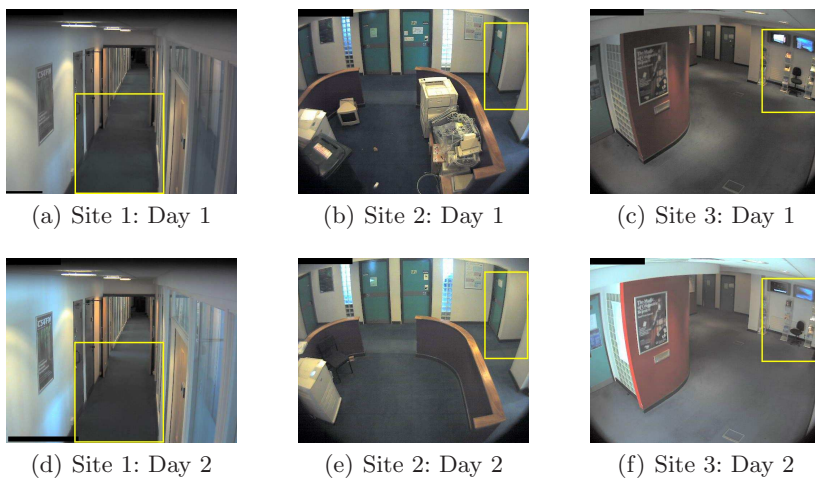 (a) Site 1: Day 1
(b) Site 2: Day 1
(c) Site 3: Day 1
(d) Site 1: Day 2
(e) Site 2: Day 2
(f) Site 3: Day 2